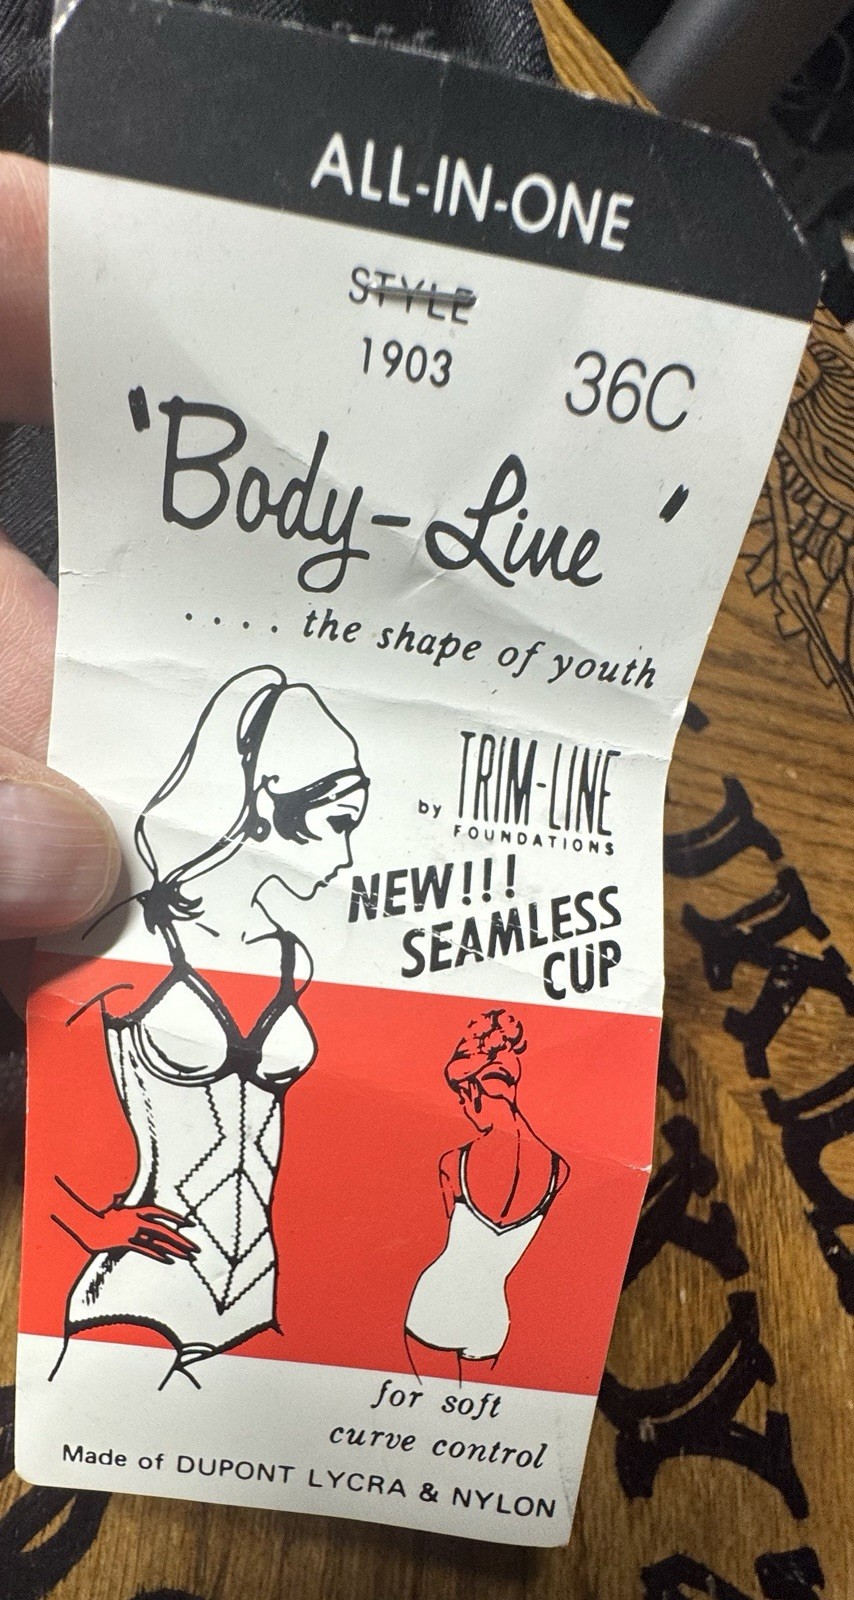 ALL-IN-ONE
STYLE
1903 36C
"Body-Line"
....the shape of youth
by TRIM-LINE
FOUNDATIONS
NEW!!!
SEAMLESS
CUP
for soft
curve control
Made of DUPONT LYCRA & NYLON